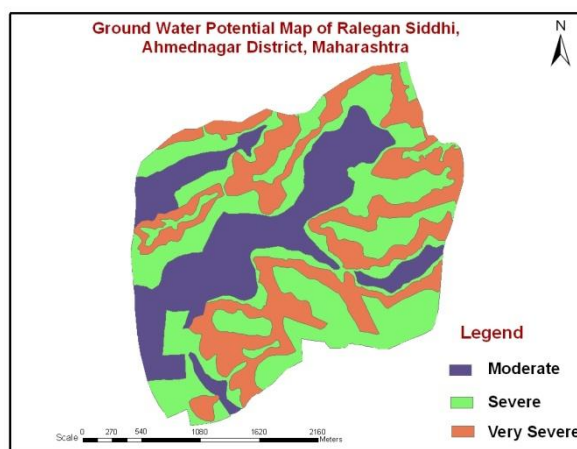 Ground Water Potential Map of Ralegan Siddhi,
Ahmednagar District, Maharashtra
N
Legend
Moderate
Severe
Very Severe
Scale
0 270 540 1080 1620 2160
Meters